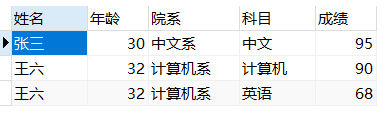 姓名 年龄 院系 科目 成绩
张三 30 中文系 中文 95
王六 32 计算机系 计算机 90
王六 32 计算机系 英语 68